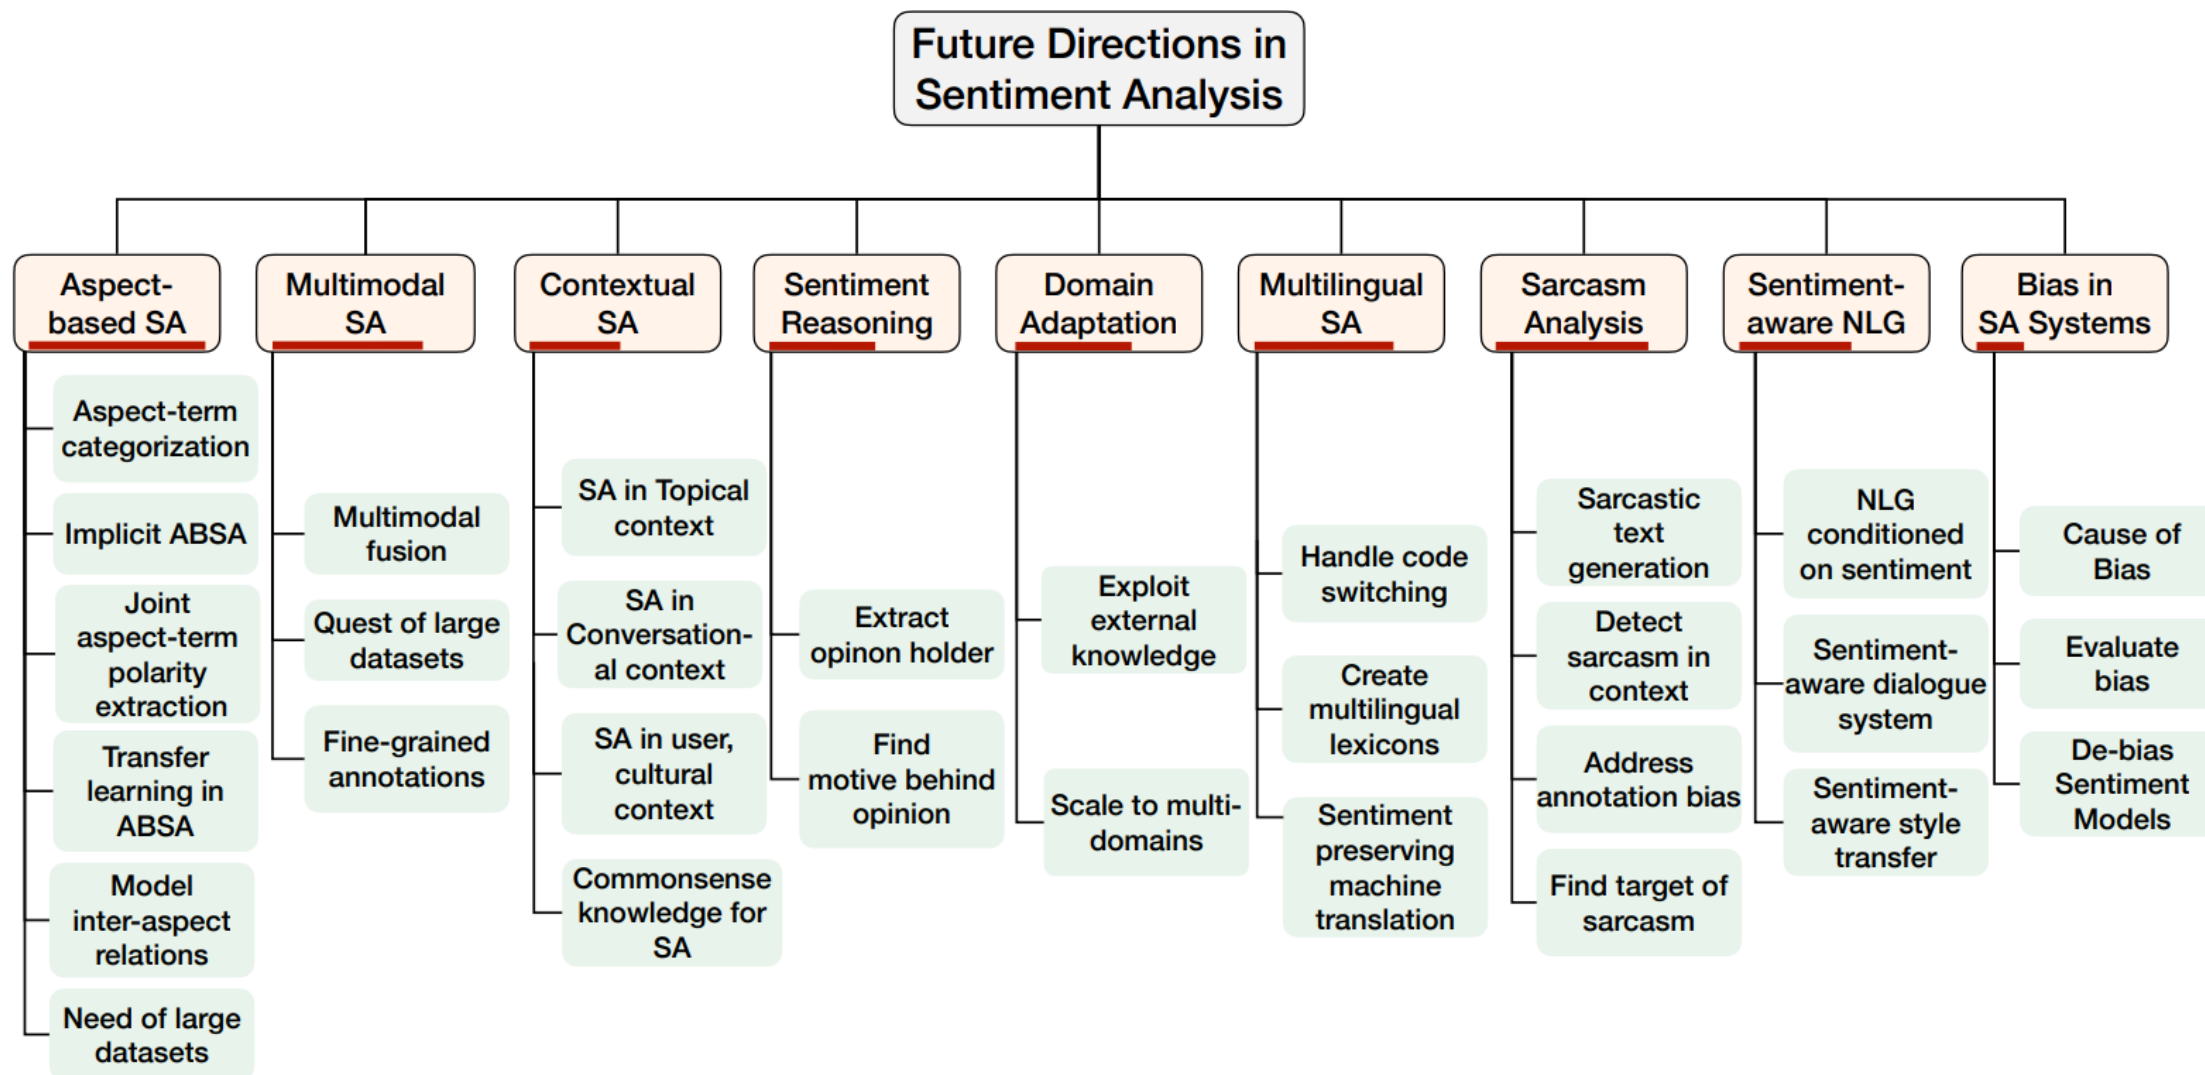 Future Directions in
Sentiment Analysis
Aspect-
based SA
Aspect-term
categorization
Implicit ABSA
Joint
aspect-term
polarity
extraction
Transfer
learning in
ABSA
Model
inter-aspect
relations
Need of large
datasets
Multimodal
SA
Multimodal
fusion
Quest of large
datasets
Fine-grained
annotations
Contextual
SA
SA in Topical
context
SA in
Conversation-
al context
SA in user,
cultural
context
Commonsense
knowledge for
SA
Sentiment
Reasoning
Extract
opinon holder
Find
motive behind
opinion
Domain
Adaptation
Exploit
external
knowledge
Scale to multi-
domains
Multilingual
SA
Handle code
switching
Create
multilingual
lexicons
Sentiment
preserving
machine
translation
Sarcasm
Analysis
Sarcastic
text
generation
Detect
sarcasm in
context
Address
annotation bias
Find target of
sarcasm
Sentiment-
aware NLG
NLG
conditioned
on sentiment
Sentiment-
aware dialogue
system
Sentiment-
aware style
transfer
Bias in
SA Systems
Cause of
Bias
Evaluate
bias
De-bias
Sentiment
Models